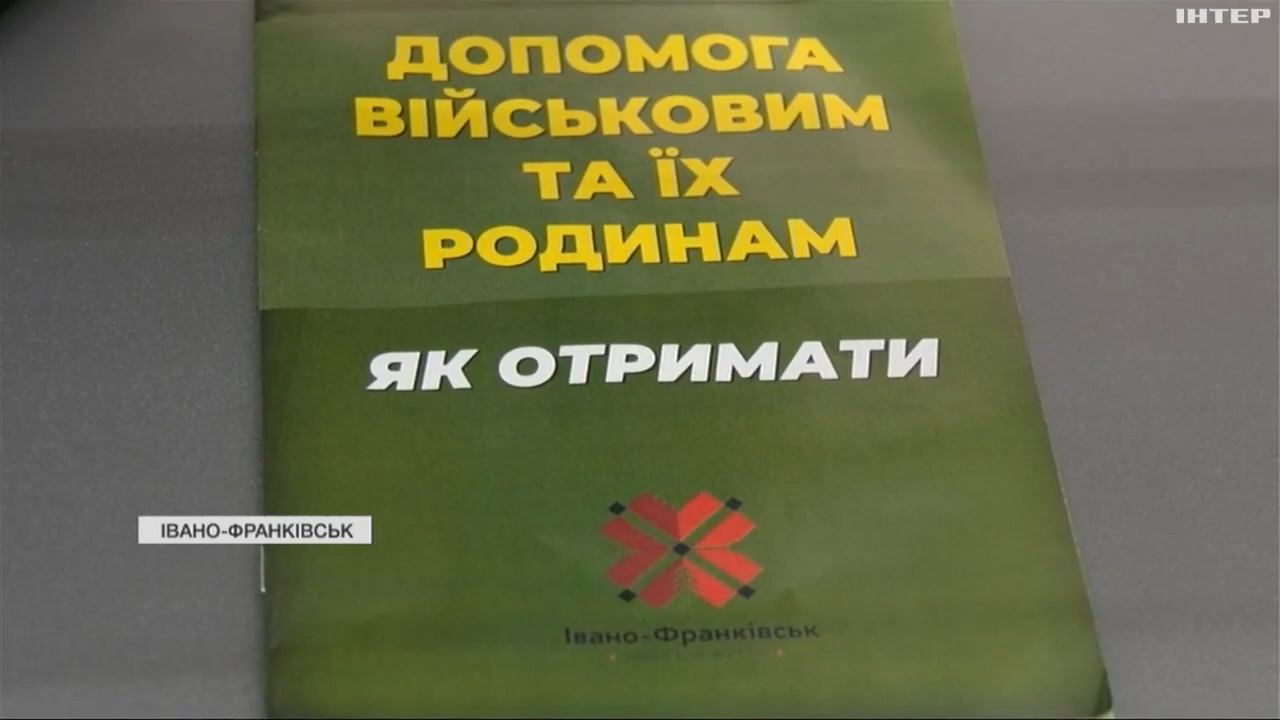 ІНТЕР
ДОПОМОГА
ВІЙСЬКОВИМ
ТА ЇХ
РОДИНАМ
ЯК ОТРИМАТИ
ІВАНО-ФРАНКІВСЬК
Івано-Франківськ